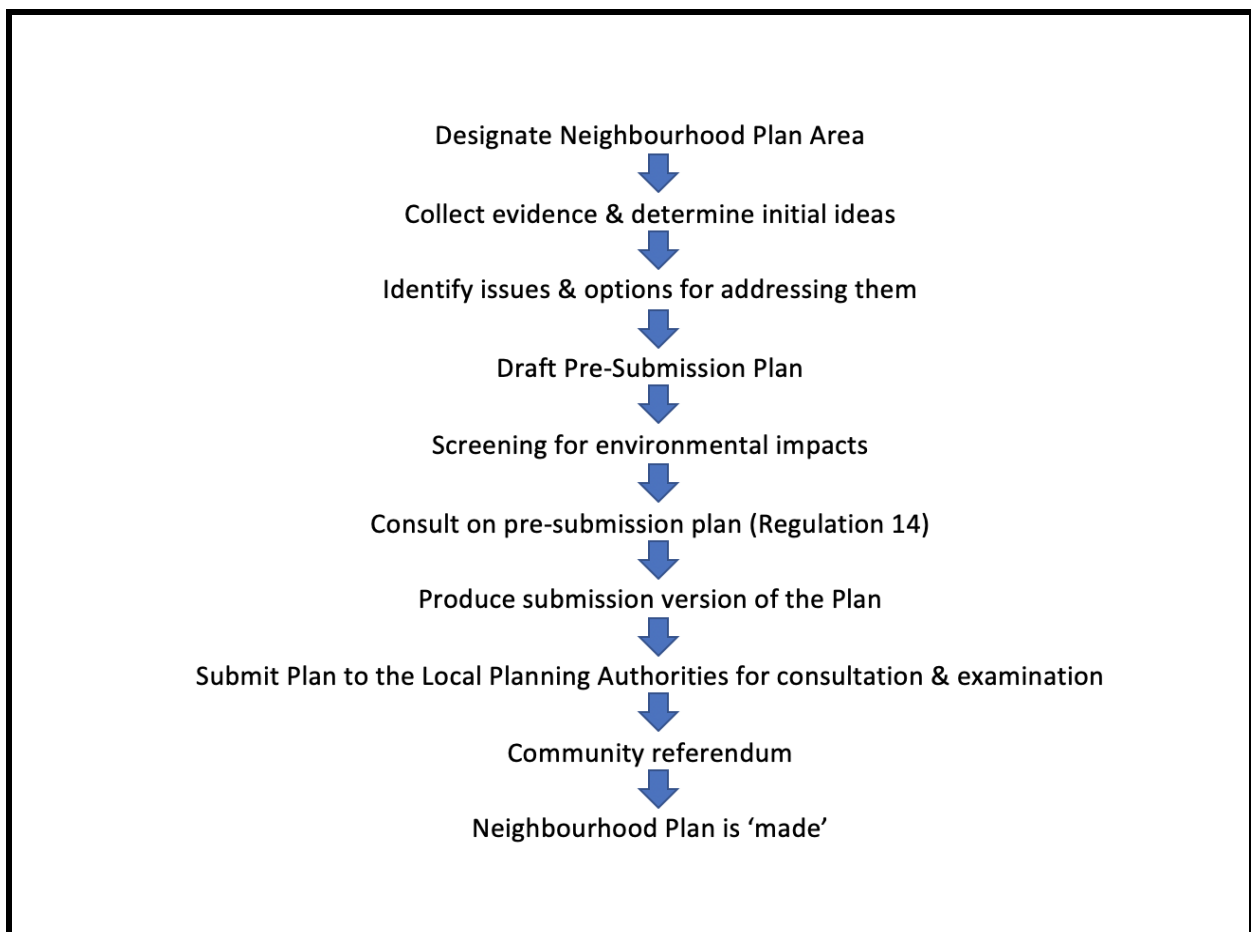 Designate Neighbourhood Plan Area
Collect evidence & determine initial ideas
Identify issues & options for addressing them
Draft Pre-Submission Plan
Screening for environmental impacts
Consult on pre-submission plan (Regulation 14)
Produce submission version of the Plan
Submit Plan to the Local Planning Authorities for consultation & examination
Community referendum
Neighbourhood Plan is ‘made’